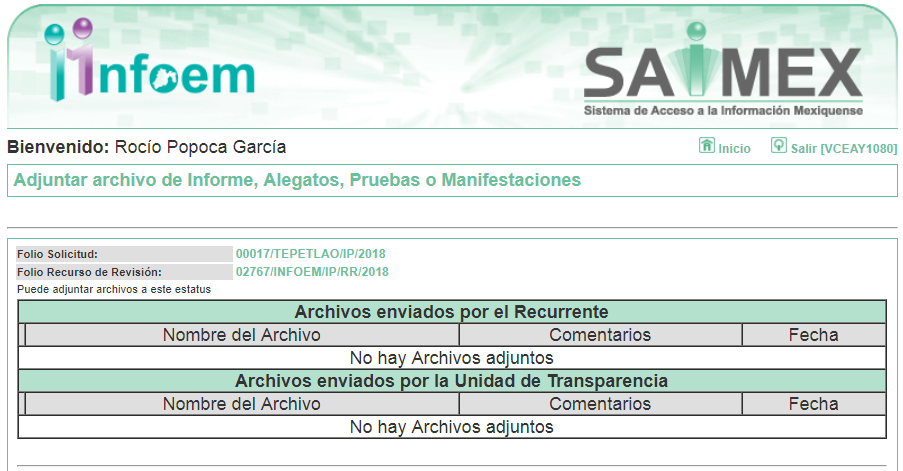 infoem
SAIMEX
Sistema de Acceso a la Información Mexiquense
Bienvenido: Rocío Popoca García
Inicio Salir [VCEAY1080]
Adjuntar archivo de Informe, Alegatos, Pruebas o Manifestaciones
Folio Solicitud: 00017/TEPETLAO/IP/2018
Folio Recurso de Revisión: 02767/INFOEM/IP/RR/2018
Puede adjuntar archivos a este estatus
Archivos enviados por el Recurrente
Nombre del Archivo Comentarios Fecha
No hay Archivos adjuntos
Archivos enviados por la Unidad de Transparencia
Nombre del Archivo Comentarios Fecha
No hay Archivos adjuntos